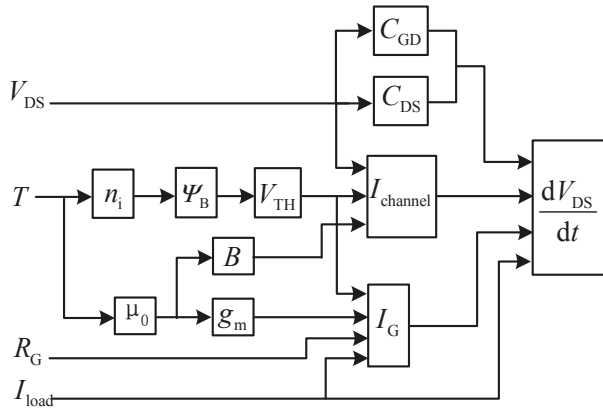 C_GD
V_DS
C_DS
T
n_i
Ψ_B
V_TH
I_channel
dV_DS
dt
B
μ_0
g_m
I_G
R_G
I_load